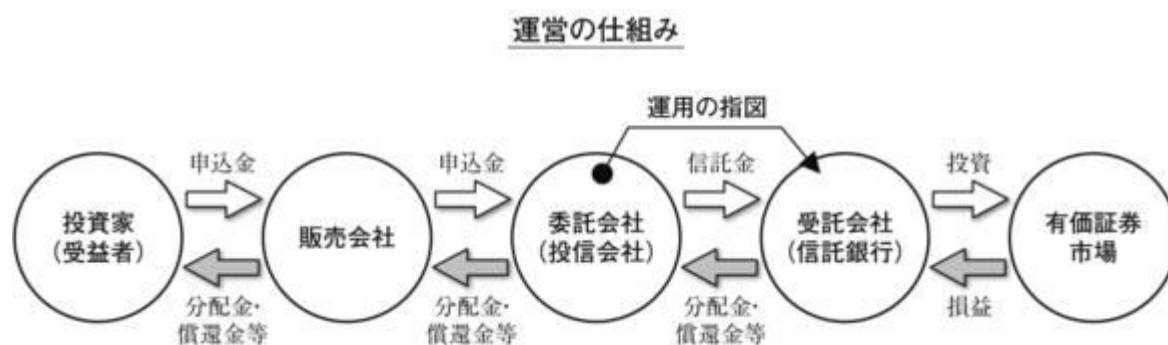 運営の仕組み
運用の指図
申込金
申込金
信託金
投資
投資家
(受益者)
販売会社
委託会社
(投信会社)
受託会社
(信託銀行)
有価証券
市場
分配金・
償還金等
分配金・
償還金等
分配金・
償還金等
損益